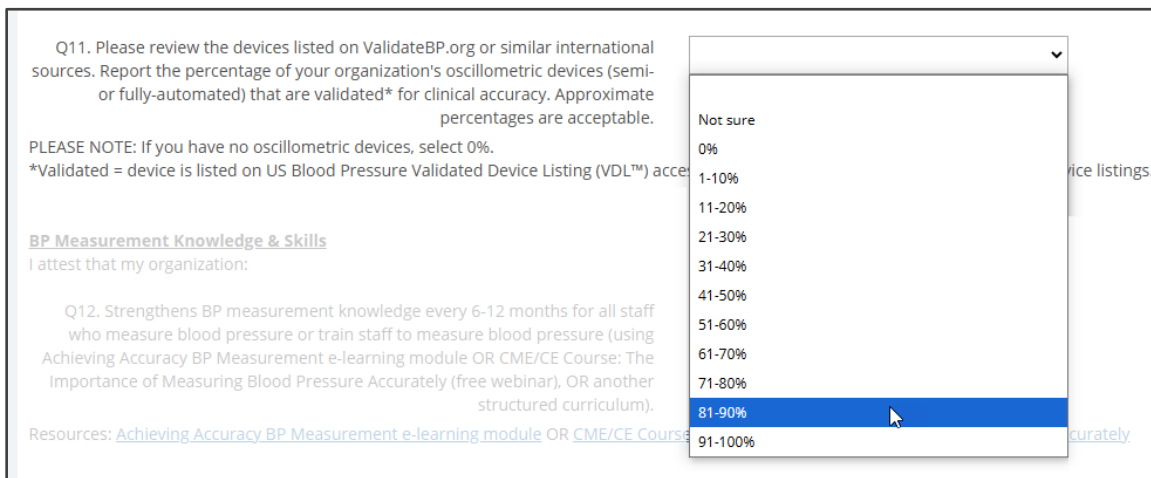 Q11. Please review the devices listed on ValidateBP.org or similar international
sources. Report the percentage of your organization's oscillometric devices (semi-
or fully-automated) that are validated* for clinical accuracy. Approximate
percentages are acceptable.
PLEASE NOTE: If you have no oscillometric devices, select 0%.
*Validated = device is listed on US Blood Pressure Validated Device Listing (VDL™) acces
vice listings.
BP Measurement Knowledge & Skills
I attest that my organization:
Q12. Strengthens BP measurement knowledge every 6-12 months for all staff
who measure blood pressure or train staff to measure blood pressure (using
Achieving Accuracy BP Measurement e-learning module OR CME/CE Course: The
Importance of Measuring Blood Pressure Accurately (free webinar), OR another
structured curriculum).
Resources: Achieving Accuracy BP Measurement e-learning module OR CME/CE Course
curately
Not sure
0%
1-10%
11-20%
21-30%
31-40%
41-50%
51-60%
61-70%
71-80%
81-90%
91-100%